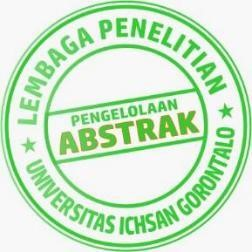 LEMBAGA PENELITIAN
PENGELOLAAN
ABSTRAK
★ UNIVERSITAS ICHSAN GORONTALO ★